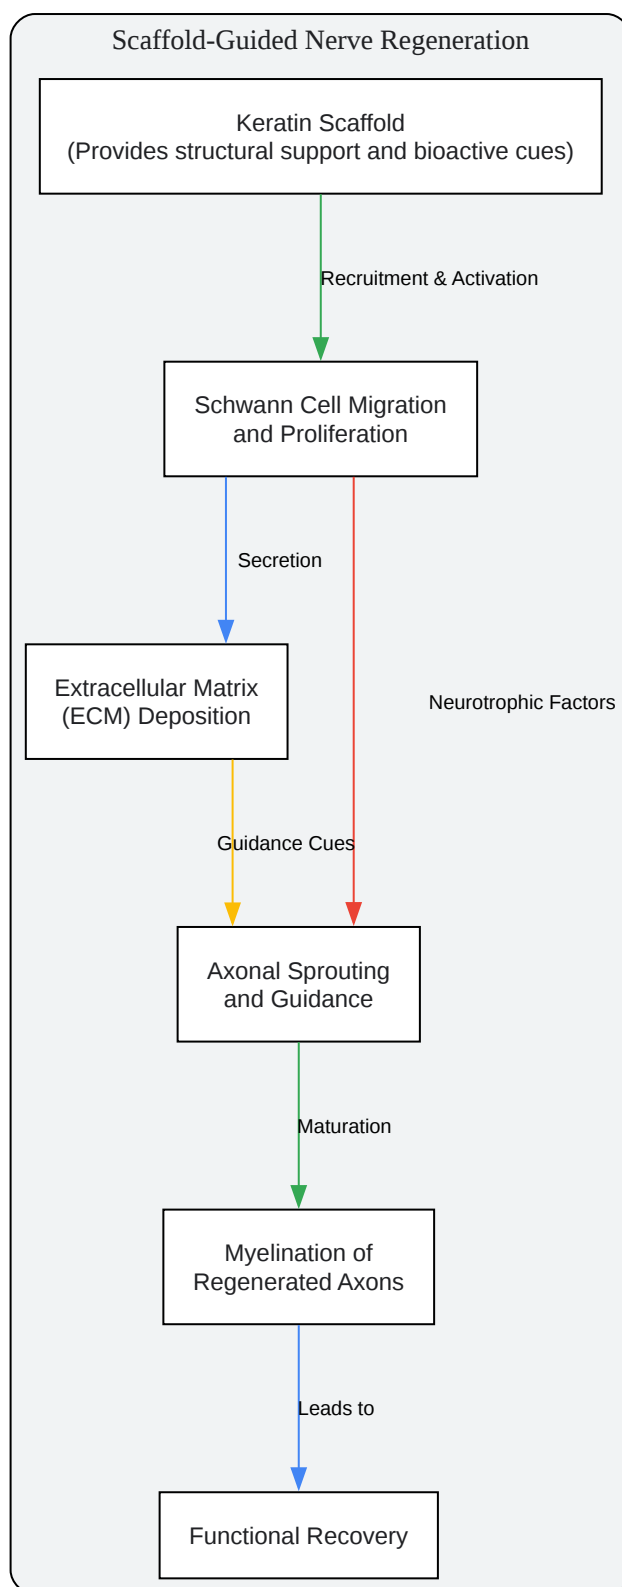 Scaffold-Guided Nerve Regeneration
Keratin Scaffold
(Provides structural support and bioactive cues)
Recruitment & Activation
Schwann Cell Migration
and Proliferation
Secretion
Extracellular Matrix
(ECM) Deposition
Neurotrophic Factors
Guidance Cues
Axonal Sprouting
and Guidance
Maturation
Myelination of
Regenerated Axons
Leads to
Functional Recovery